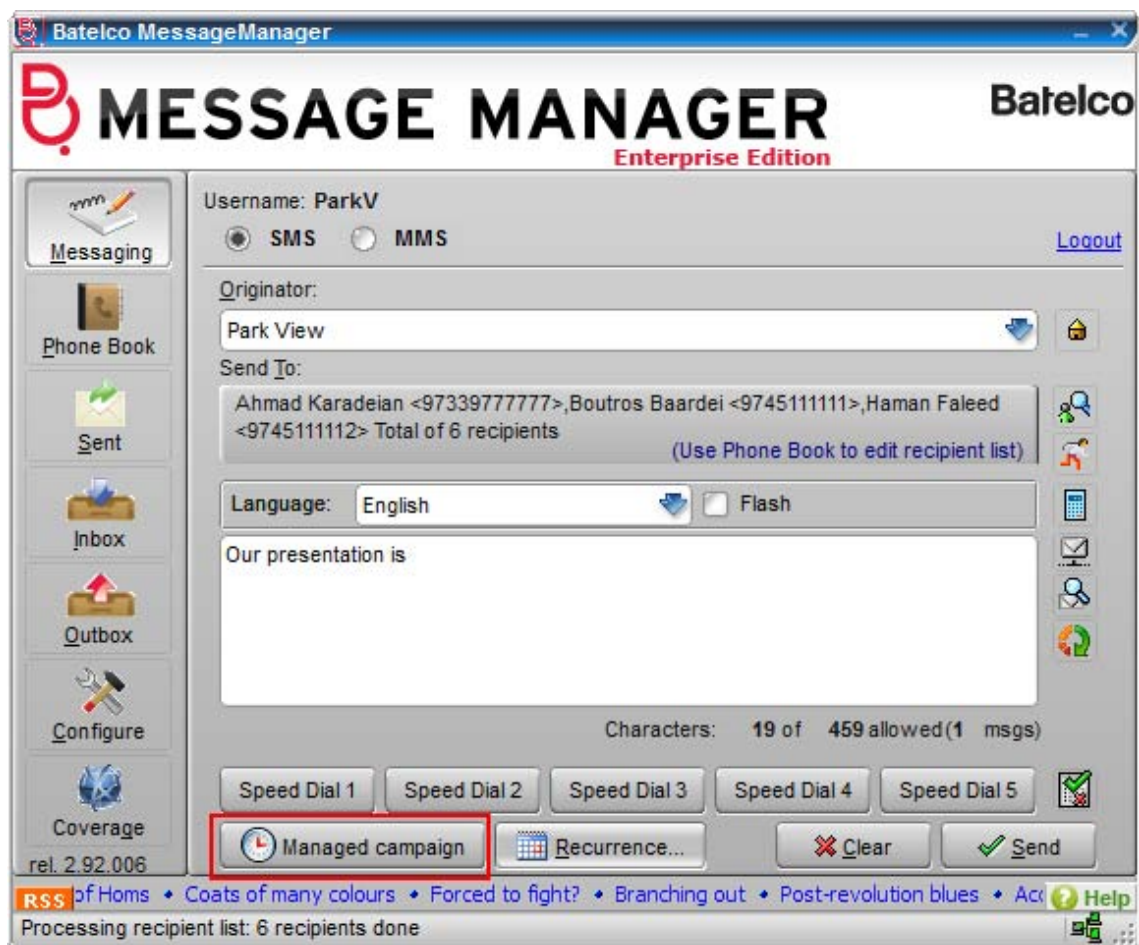 Batelco MessageManager
MESSAGE MANAGER
Batelco
Enterprise Edition
Messaging
Phone Book
Sent
Inbox
Outbox
Configure
Coverage
rel. 2.92.006
Username: ParkV
SMS MMS
Logout
Originator:
Park View
Send To:
Ahmad Karadeian <97339777777>,Boutros Baardei <9745111111>,Haman Faleed
<9745111112> Total of 6 recipients
(Use Phone Book to edit recipient list)
Language: English Flash
Our presentation is
Characters: 19 of 459 allowed(1 msgs)
Speed Dial 1 Speed Dial 2 Speed Dial 3 Speed Dial 4 Speed Dial 5
Managed campaign Recurrence... Clear Send
RSS of Homs • Coats of many colours • Forced to fight? • Branching out • Post-revolution blues • Help
Processing recipient list: 6 recipients done